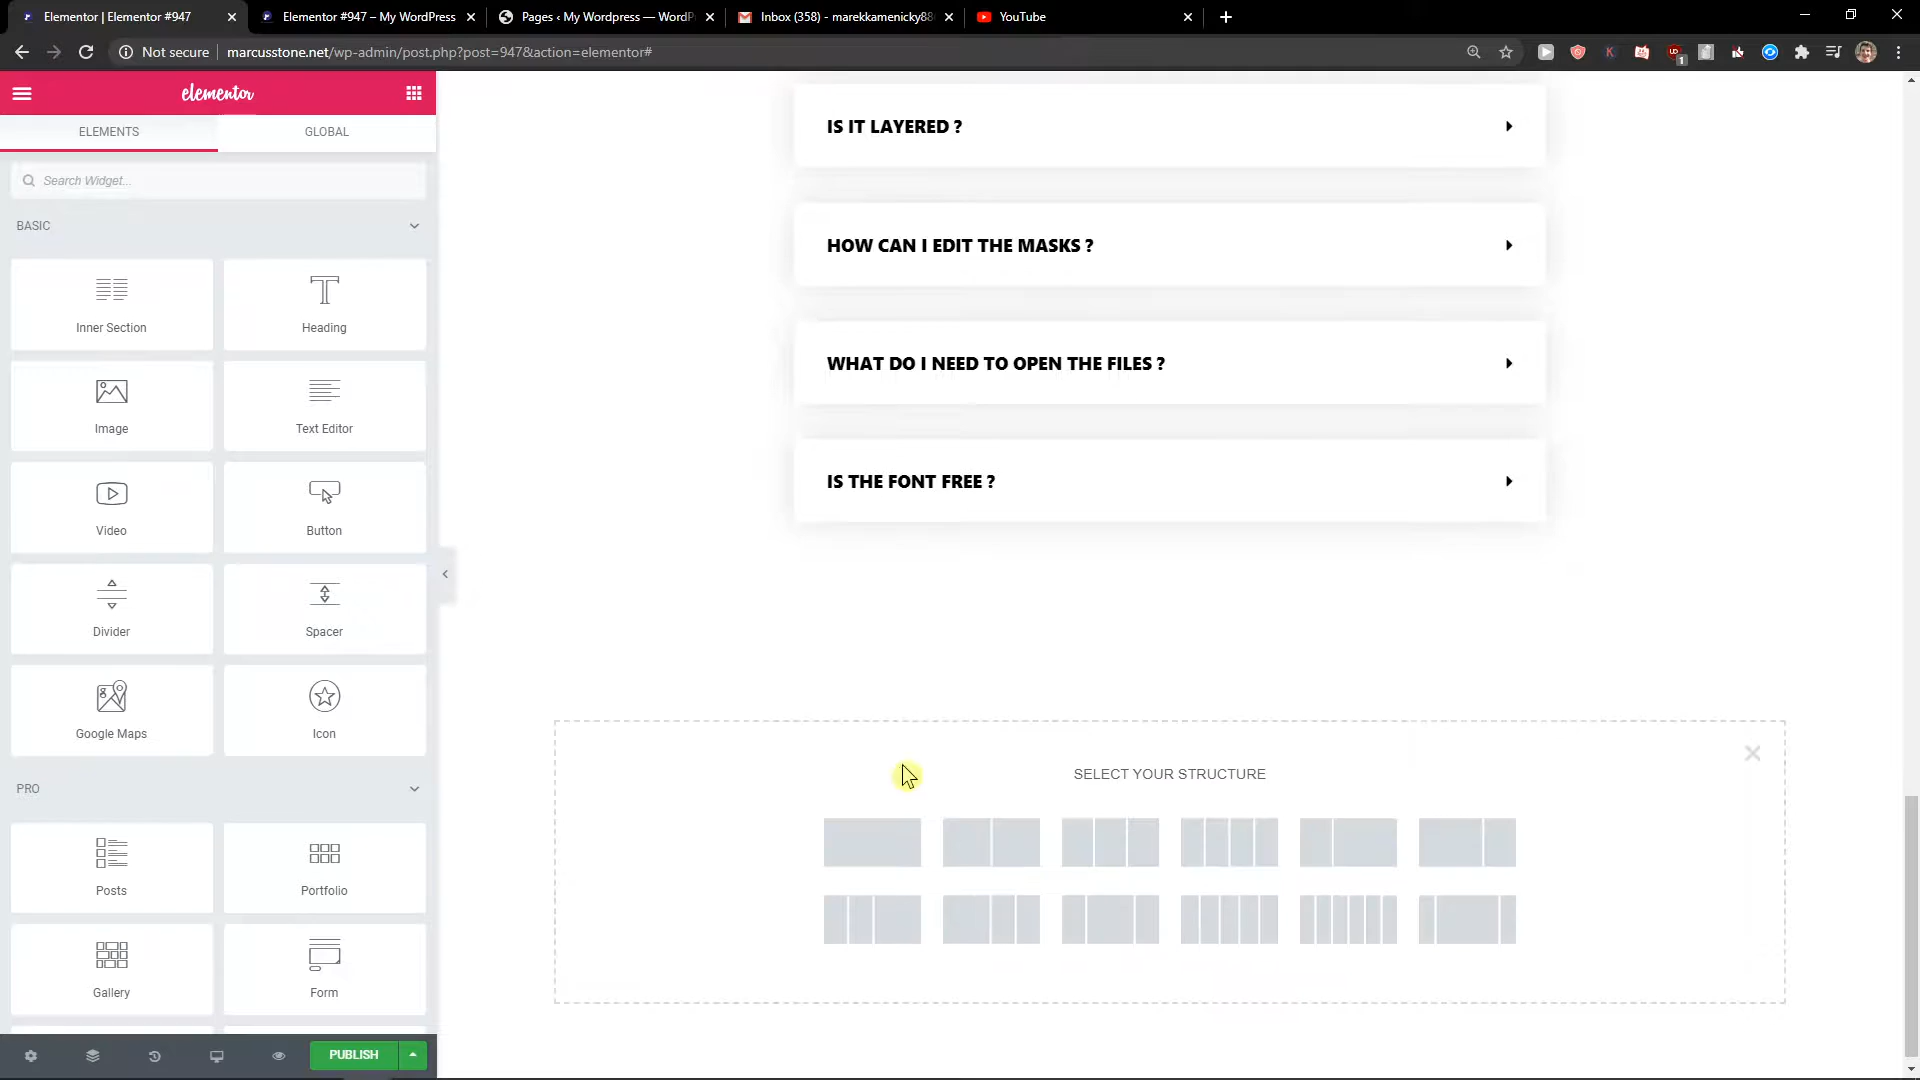 Elementor | Elementor #947
Elementor #947 – My WordPress
Pages ‹ My Wordpress — WordP
Inbox (358) - marekkamenicky88
YouTube
Not secure
marcusstone.net/wp-admin/post.php?post=947&action=elementor#
elementor
ELEMENTS
GLOBAL
Search Widget...
BASIC
Inner Section
Heading
Image
Text Editor
Video
Button
Divider
Spacer
Google Maps
Icon
PRO
Posts
Portfolio
Gallery
Form
PUBLISH
IS IT LAYERED ?
HOW CAN I EDIT THE MASKS ?
WHAT DO I NEED TO OPEN THE FILES ?
IS THE FONT FREE ?
SELECT YOUR STRUCTURE